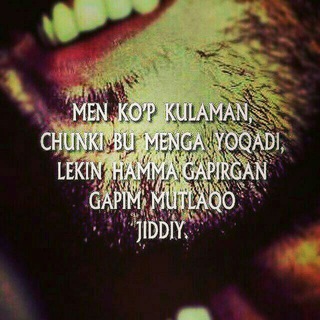 MEN KO'P KULAMAN,
CHUNKI BU MENGA YOQADI,
LEKIN HAMMA GAPIRGAN
GAPIM MUTLAQO
JIDDIY.